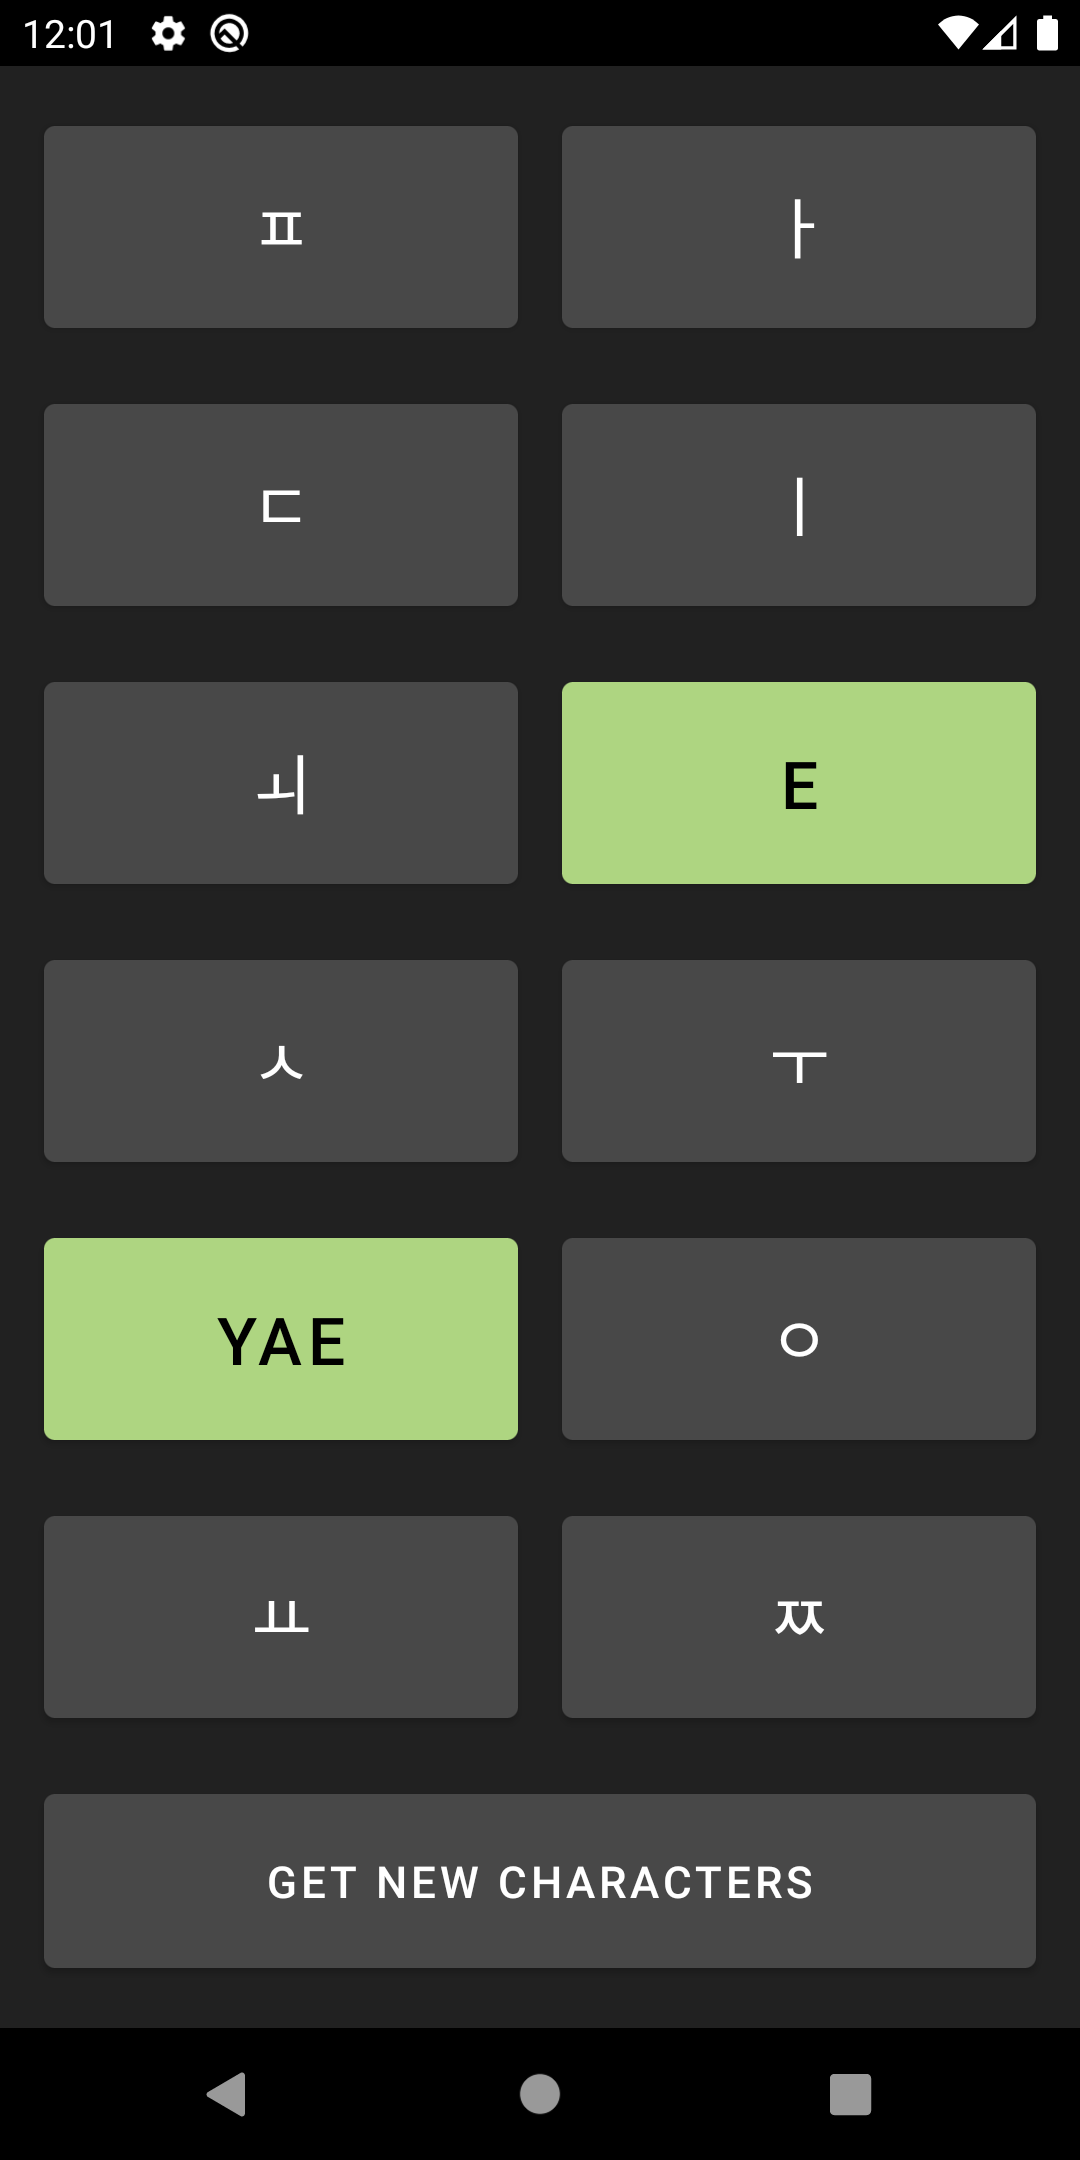 12:01
ㅍ ㅏ
ㄷ ㅣ
ㅚ E
ㅅ ㅜ
YAE ㅇ
ㅛ ㅉ
GET NEW CHARACTERS